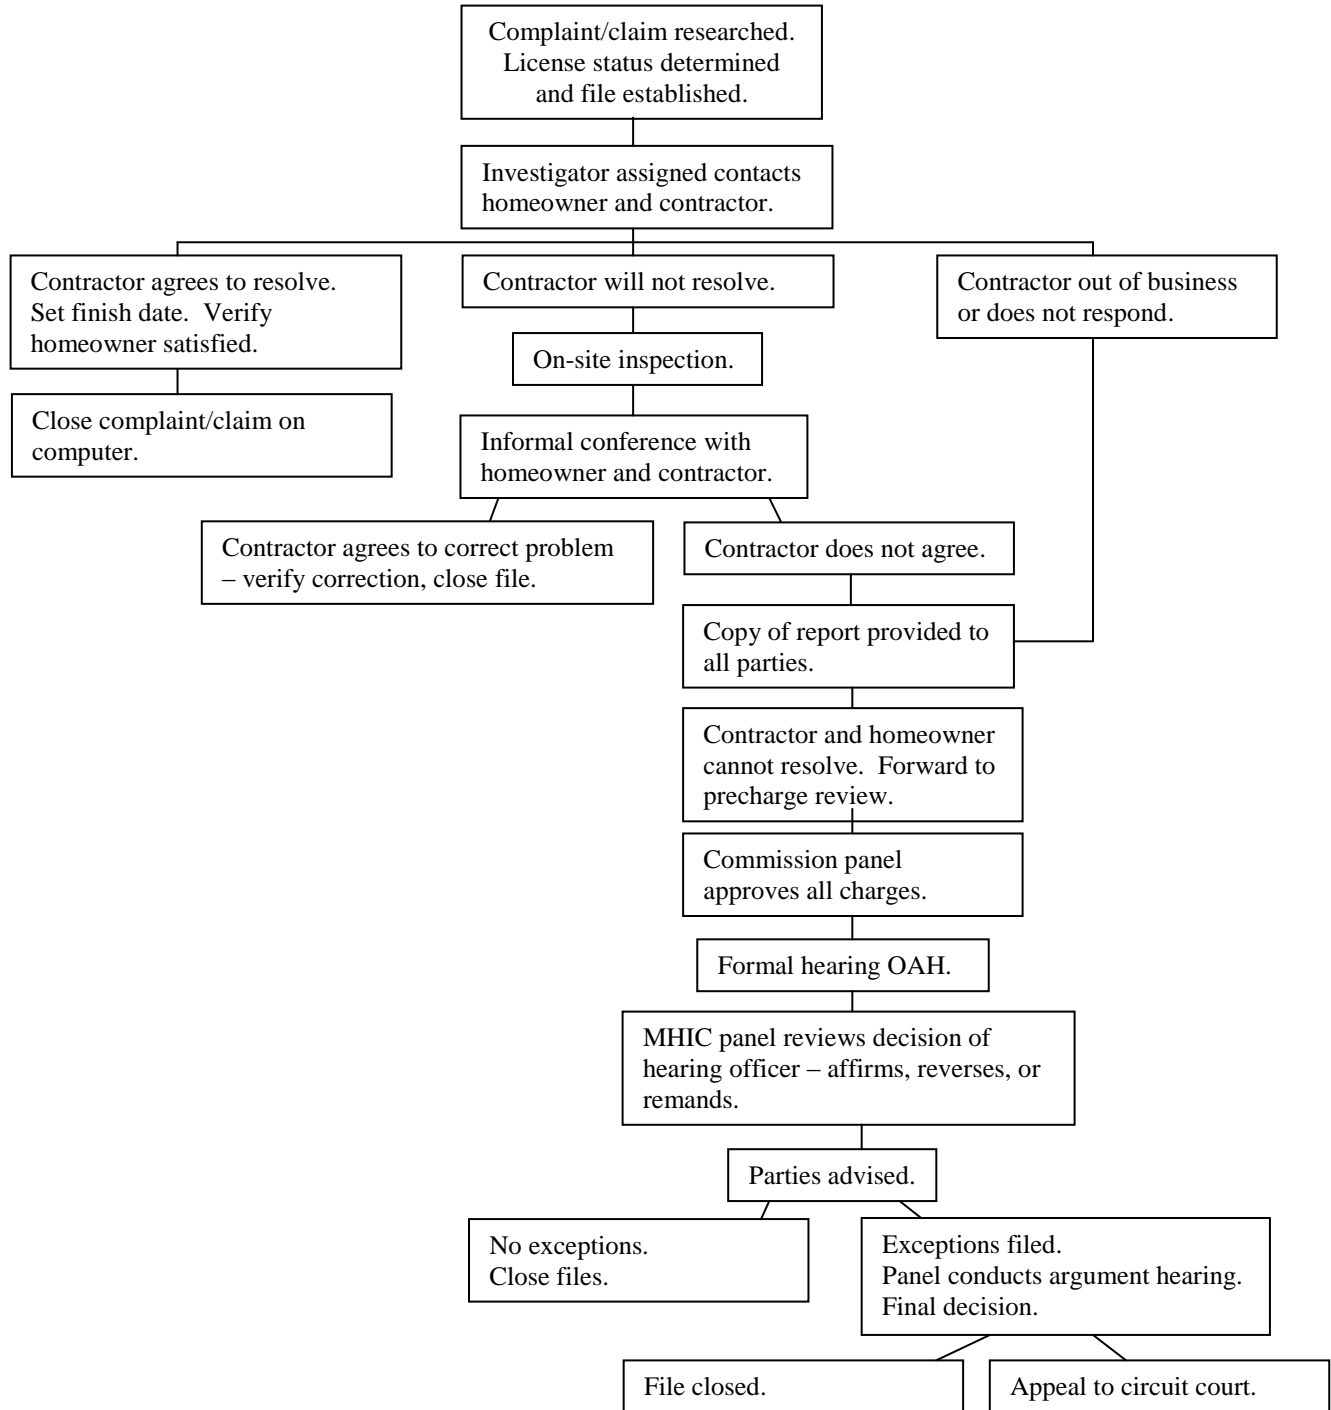 Complaint/claim researched.
License status determined
and file established.
Investigator assigned contacts
homeowner and contractor.
Contractor agrees to resolve.
Set finish date.  Verify
homeowner satisfied.
Contractor will not resolve.
Contractor out of business
or does not respond.
On-site inspection.
Close complaint/claim on
computer.
Informal conference with
homeowner and contractor.
Contractor agrees to correct problem
– verify correction, close file.
Contractor does not agree.
Copy of report provided to
all parties.
Contractor and homeowner
cannot resolve.  Forward to
precharge review.
Commission panel
approves all charges.
Formal hearing OAH.
MHIC panel reviews decision of
hearing officer – affirms, reverses, or
remands.
Parties advised.
No exceptions.
Close files.
Exceptions filed.
Panel conducts argument hearing.
Final decision.
File closed.
Appeal to circuit court.